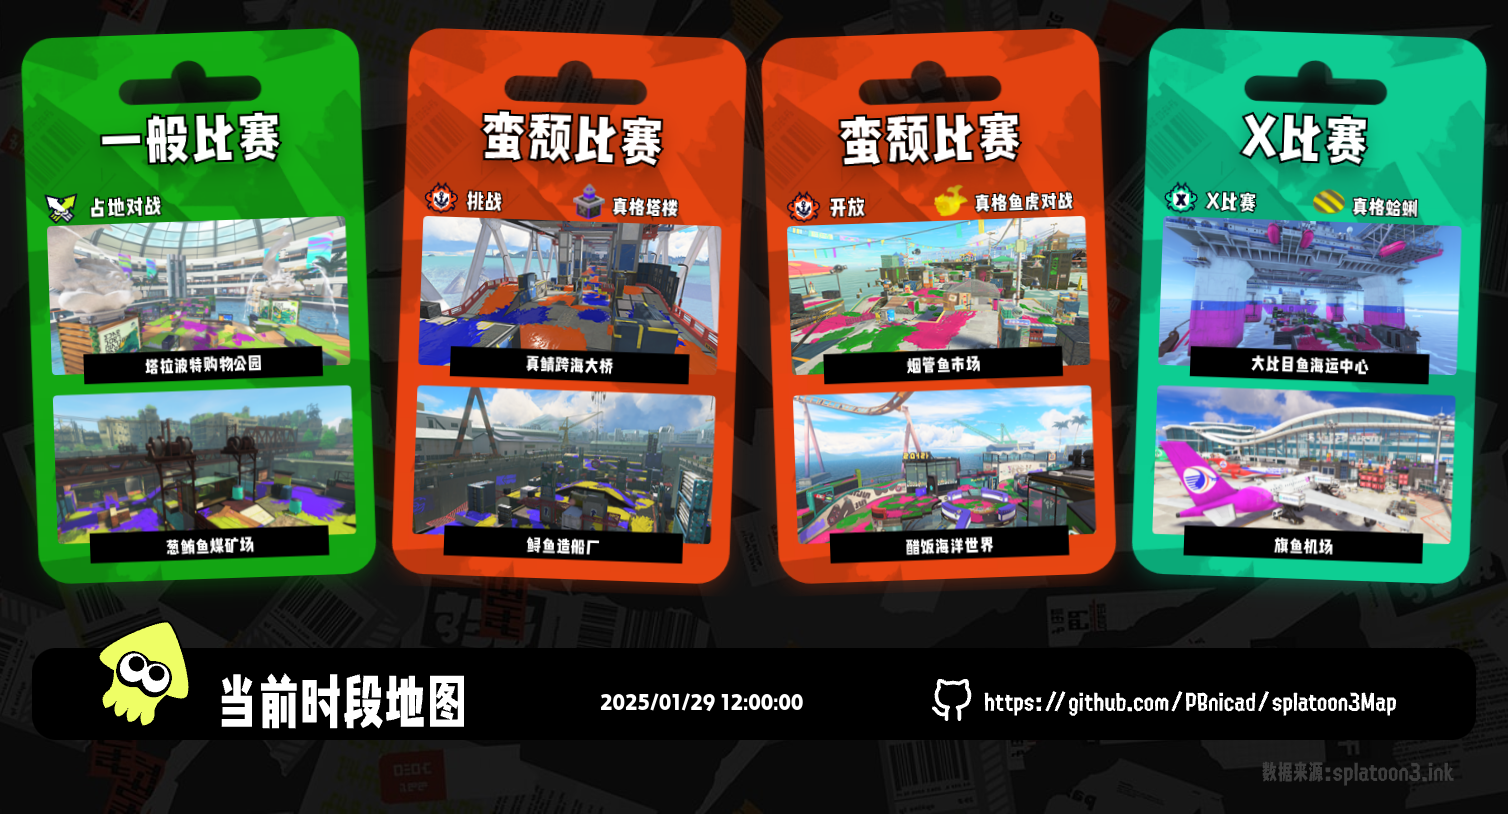 一般比赛
占地对战
塔拉波特购物公园
葱鲔鱼煤矿场
蛮颓比赛
挑战
真格塔楼
真鲭跨海大桥
鲟鱼造船厂
蛮颓比赛
开放
真格鱼虎对战
烟管鱼市场
醋饭海洋世界
X比赛
X比赛
真格蛤蜊
大比目鱼海运中心
旗鱼机场
当前时段地图
2025/01/29 12:00:00
https://github.com/PBnicad/splatoon3Map
数据来源:splatoon3.ink